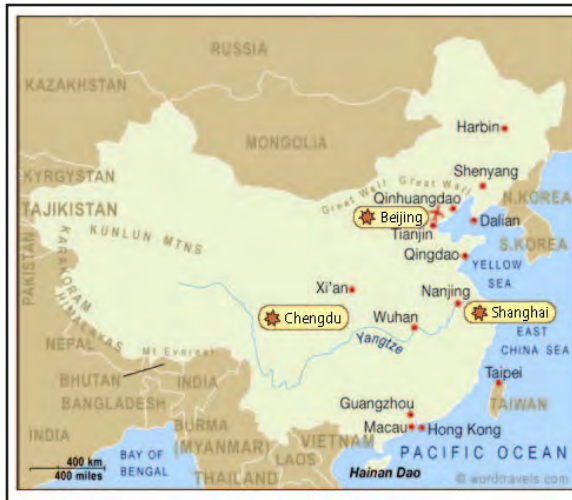 RUSSIA
KAZAKHSTAN
MONGOLIA
Harbin
Shenyang
KYRGYSTAN
Great Wall
Great Wall
Qinhuangdao
N.KOREA
TAJIKISTAN
Beijing
Tianjin
Dalian
KUNLUN MTNS
S.KOREA
PAKISTAN
KARAKORAM
HIMALAYAS
Qingdao
YELLOW
SEA
Xi'an
Nanjing
Chengdu
Wuhan
Shanghai
Yangtze
EAST
CHINA SEA
NEPAL
Mt Everest
BHUTAN
INDIA
Taipei
BANGLADESH
TAIWAN
Guangzhou
BURMA
(MYANMAR)
Macau
Hong Kong
INDIA
VIETNAM
PACIFIC OCEAN
BAY OF
BENGAL
LAOS
THAILAND
Hainan Dao
400 km
400 miles
© wordtravels.com